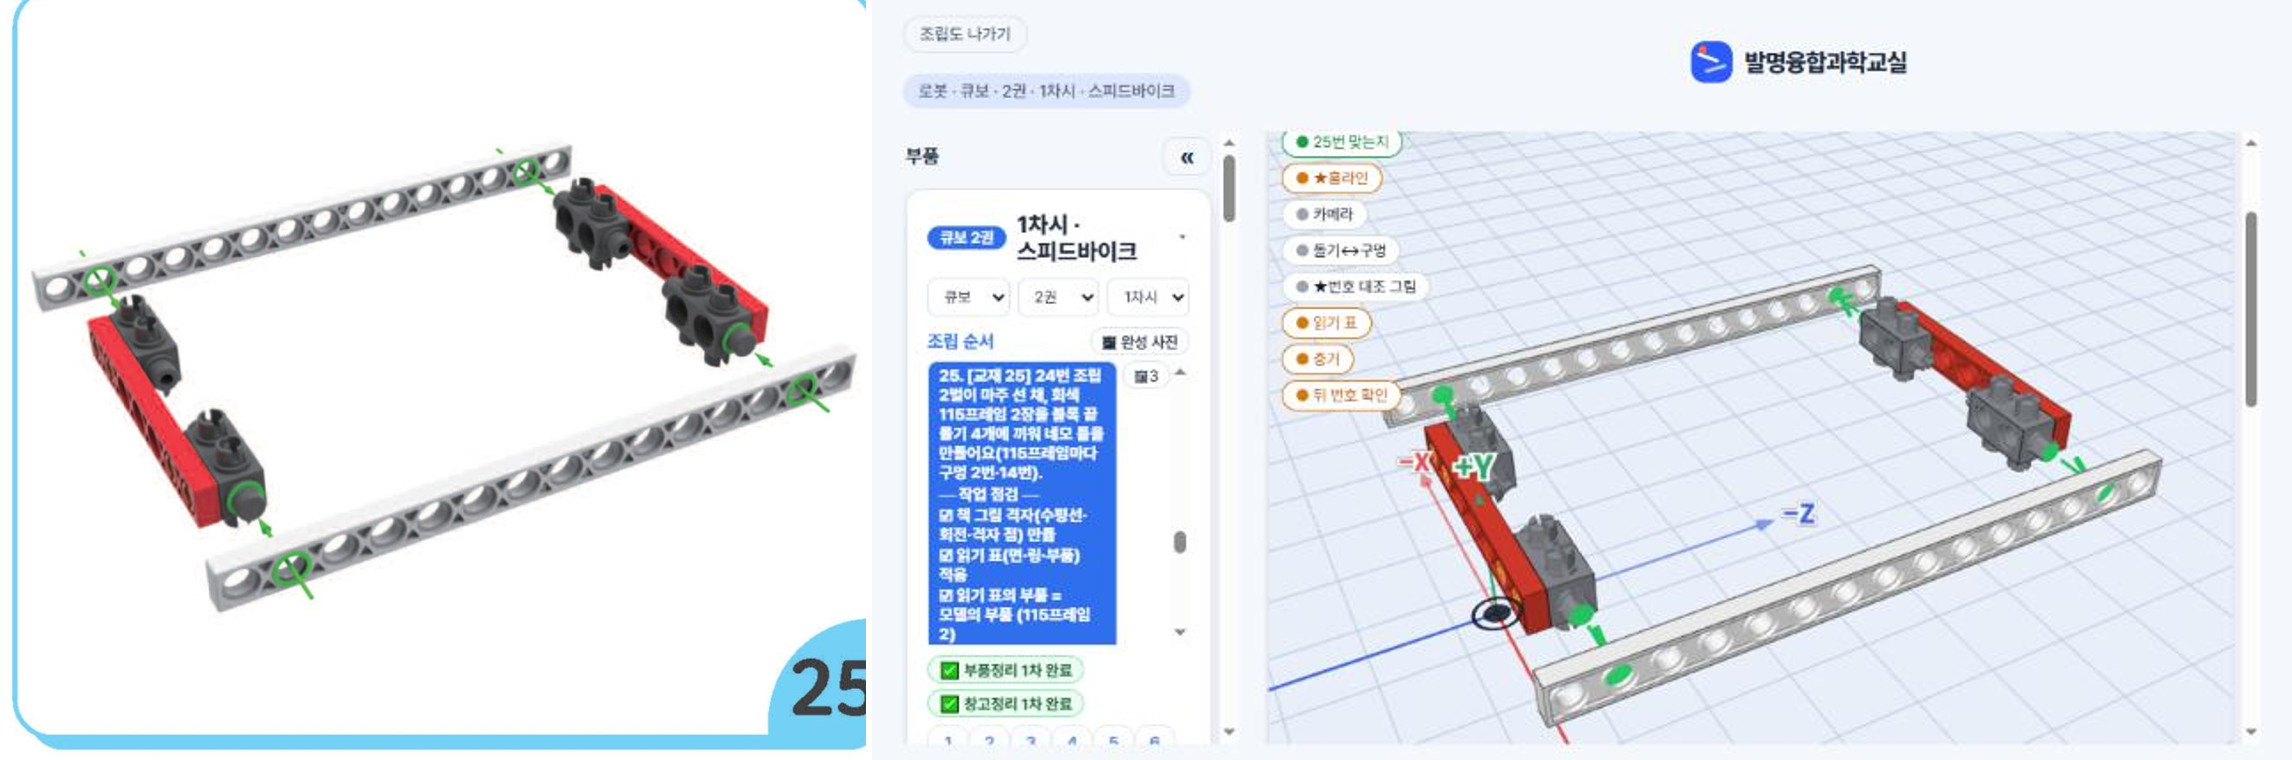 25
조립도 나가기
로봇 · 큐보 · 2권 · 1차시 · 스피드바이크
발명융합과학교실
부품
«
큐보 2권
1차시 ·
스피드바이크
큐보
2권
1차시
조립 순서
완성 사진
25. [교재 25] 24번 조립
2벌이 마주 선 채, 회색
115프레임 2장을 블록 끝
돌기 4개에 끼워 네모 틀을
만들어요(115프레임마다
구멍 2번·14번).
— 작업 점검 —
☑ 책 그림 격자(수평선·
회전·격자 점) 만듦
☑ 읽기 표(면·링·부품)
적음
☑ 읽기 표의 부품 =
모델의 부품 (115프레임
2)
3
✅ 부품정리 1차 완료
✅ 창고정리 1차 완료
1 2 3 4 5 6
25번 맞는지
★홀라인
카메라
돌기↔구멍
★번호 대조 그림
읽기 표
증거
뒤 번호 확인
-X
+Y
-Z